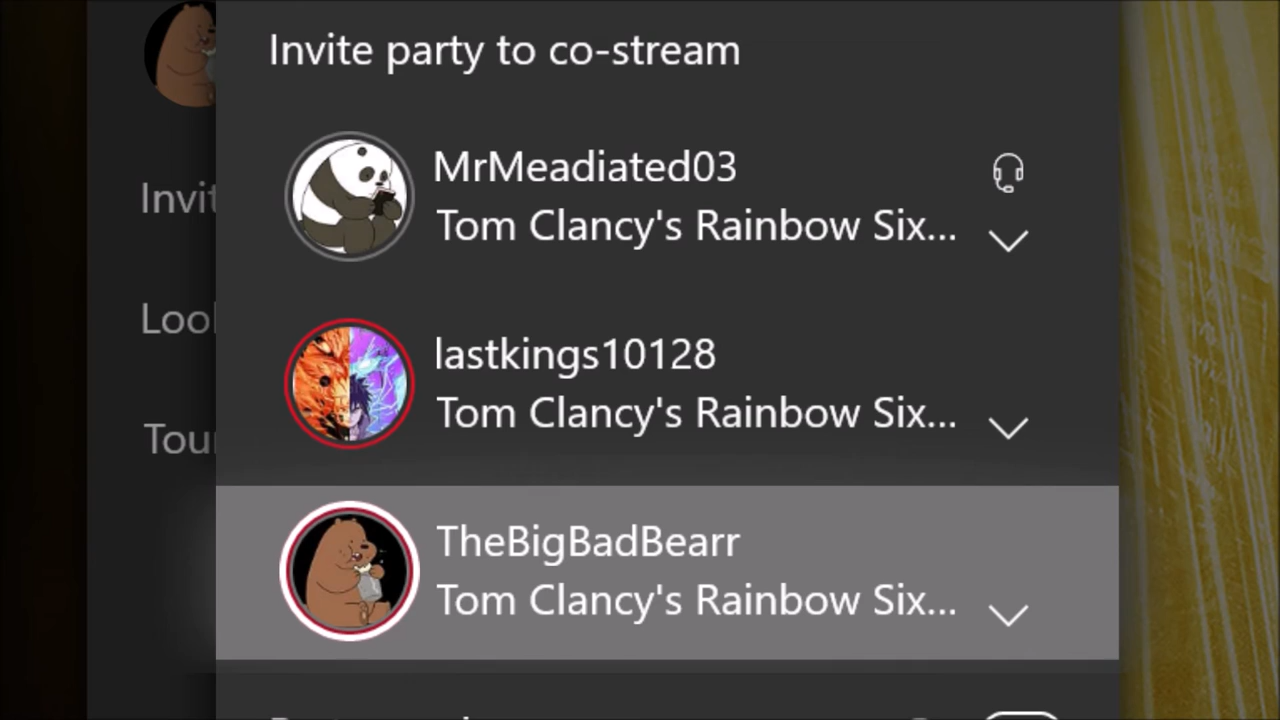 Invite party to co-stream
MrMeadiated03
Tom Clancy's Rainbow Six...
lastkings10128
Tom Clancy's Rainbow Six...
TheBigBadBearr
Tom Clancy's Rainbow Six...